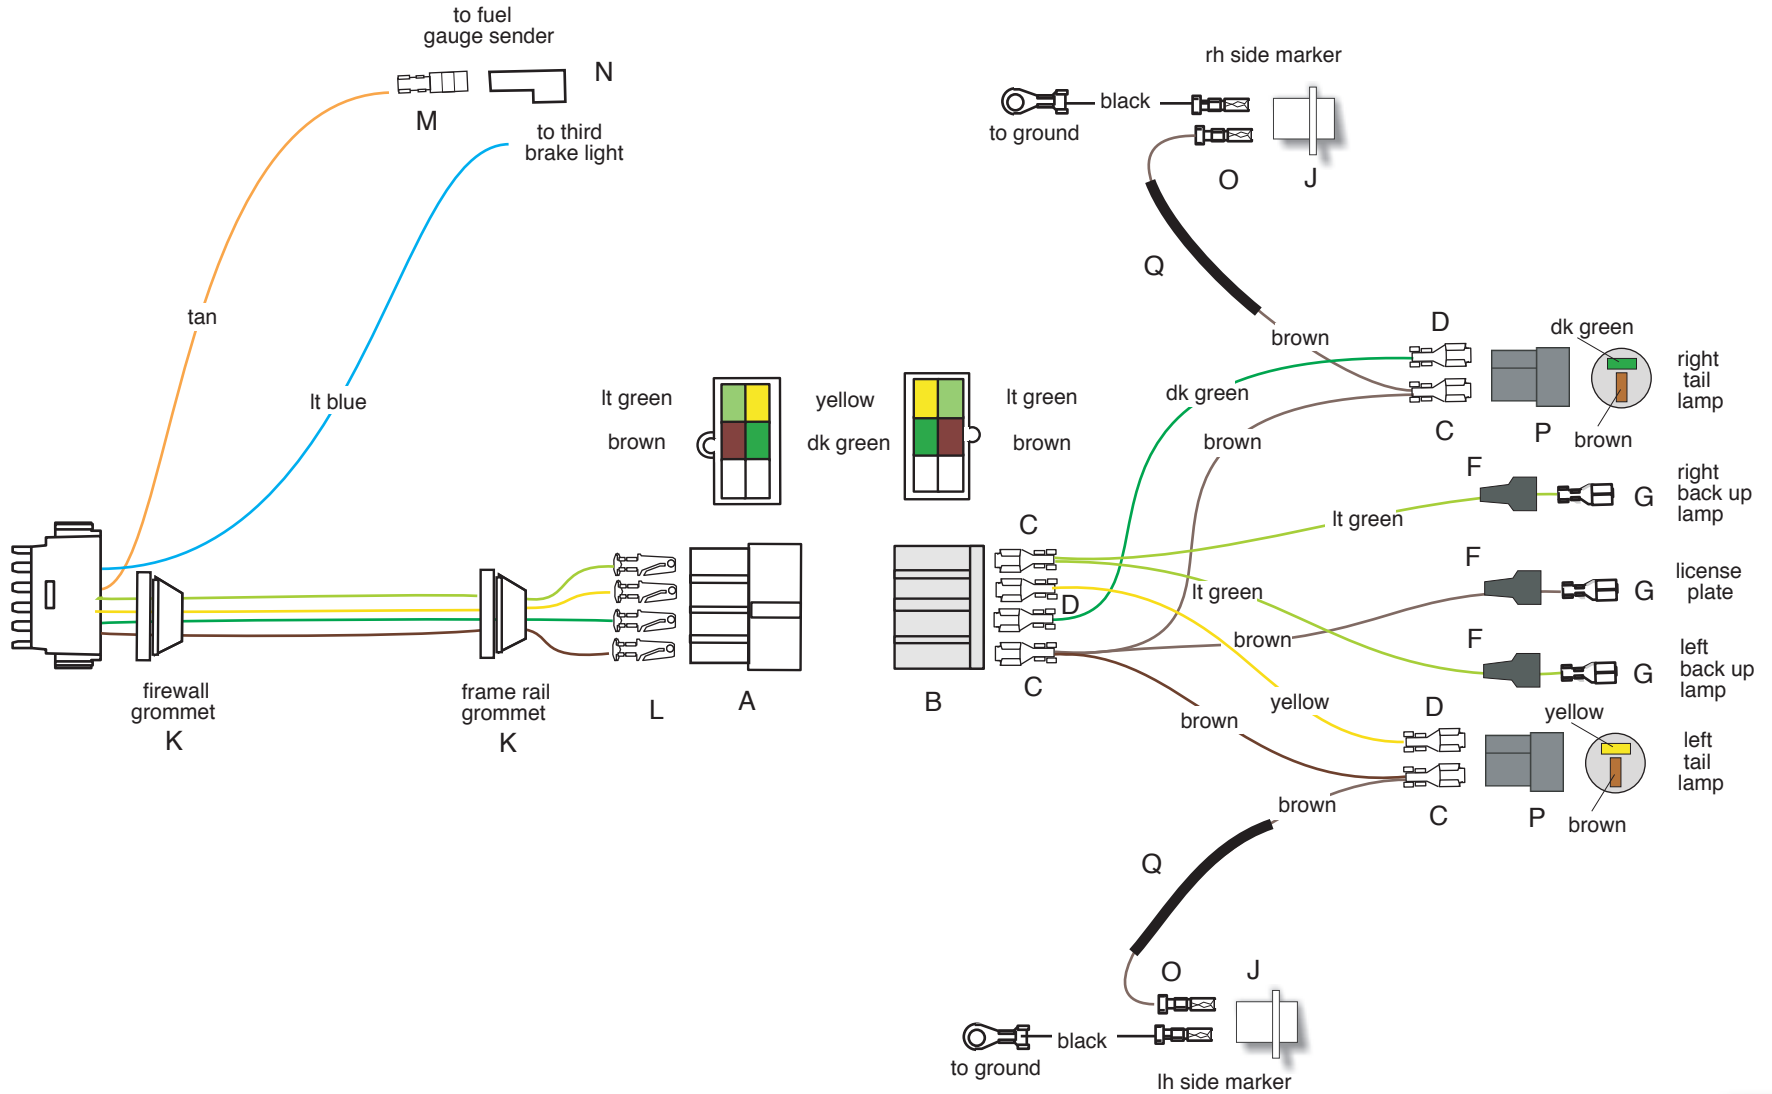 to fuel
gauge sender
N
M
to third
brake light
tan
lt blue
rh side marker
black
to ground
O
J
Q
brown
D
dk green
right
tail
lamp
dk green
brown
C
P
brown
lt green
yellow
lt green
brown
dk green
brown
F
right
back up
lamp
G
lt green
C
F
license
plate
G
D
lt green
brown
F
left
back up
lamp
G
C
yellow
brown
D
yellow
left
tail
lamp
C
P
brown
brown
firewall
grommet
K
frame rail
grommet
K
L
A
B
Q
O
J
black
to ground
lh side marker